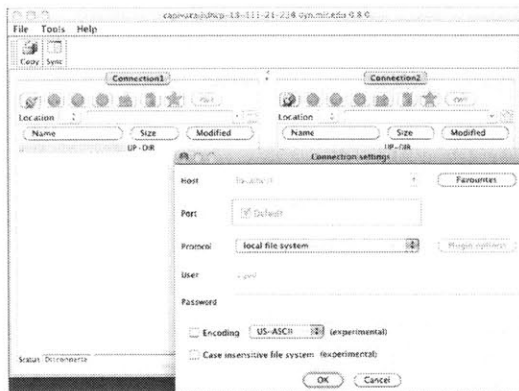 File Tools Help
Copy Sync
Connection1
Connection2
Location
Location
Name Size Modified
Name Size Modified
UP-DIR
UP-DIR
Connection settings
Host localhost Favourites
Port Default
Protocol local file system Plugin options
User
Password
Encoding US-ASCII (experimental)
Case insensitive file system (experimental)
OK Cancel